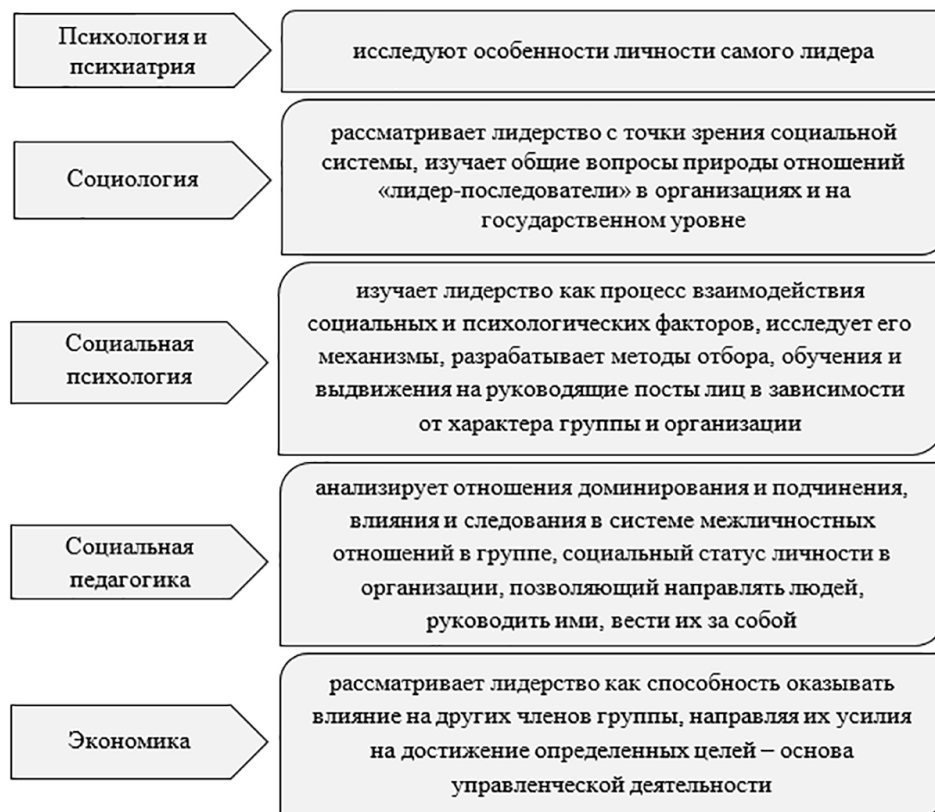 Психология и
психиатрия
исследуют особенности личности самого лидера
Социология
рассматривает лидерство с точки зрения социальной
системы, изучает общие вопросы природы отношений
«лидер-последователи» в организациях и на
государственном уровне
Социальная
психология
изучает лидерство как процесс взаимодействия
социальных и психологических факторов, исследует его
механизмы, разрабатывает методы отбора, обучения и
выдвижения на руководящие посты лиц в зависимости
от характера группы и организации
Социальная
педагогика
анализирует отношения доминирования и подчинения,
влияния и следования в системе межличностных
отношений в группе, социальный статус личности в
организации, позволяющий направлять людей,
руководить ими, вести их за собой
Экономика
рассматривает лидерство как способность оказывать
влияние на других членов группы, направляя их усилия
на достижение определенных целей – основа
управленческой деятельности